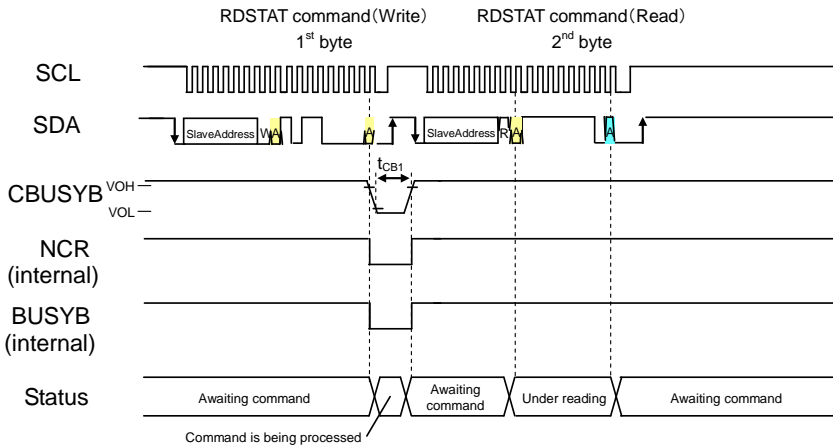 RDSTAT command(Write)
1st byte
RDSTAT command(Read)
2nd byte
SCL
SDA
SlaveAddress
W
A
A
SlaveAddress
R
A
A
tCB1
CBUSYB
VOH
VOL
NCR
(internal)
BUSYB
(internal)
Status
Awaiting command
Awaiting
command
Under reading
Awaiting command
Command is being processed